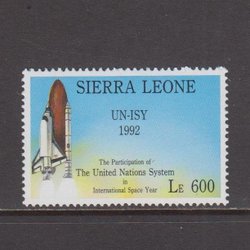 SIERRA LEONE
UN-ISY
1992
The Participation of
The United Nations System
in
International Space Year
LE 600